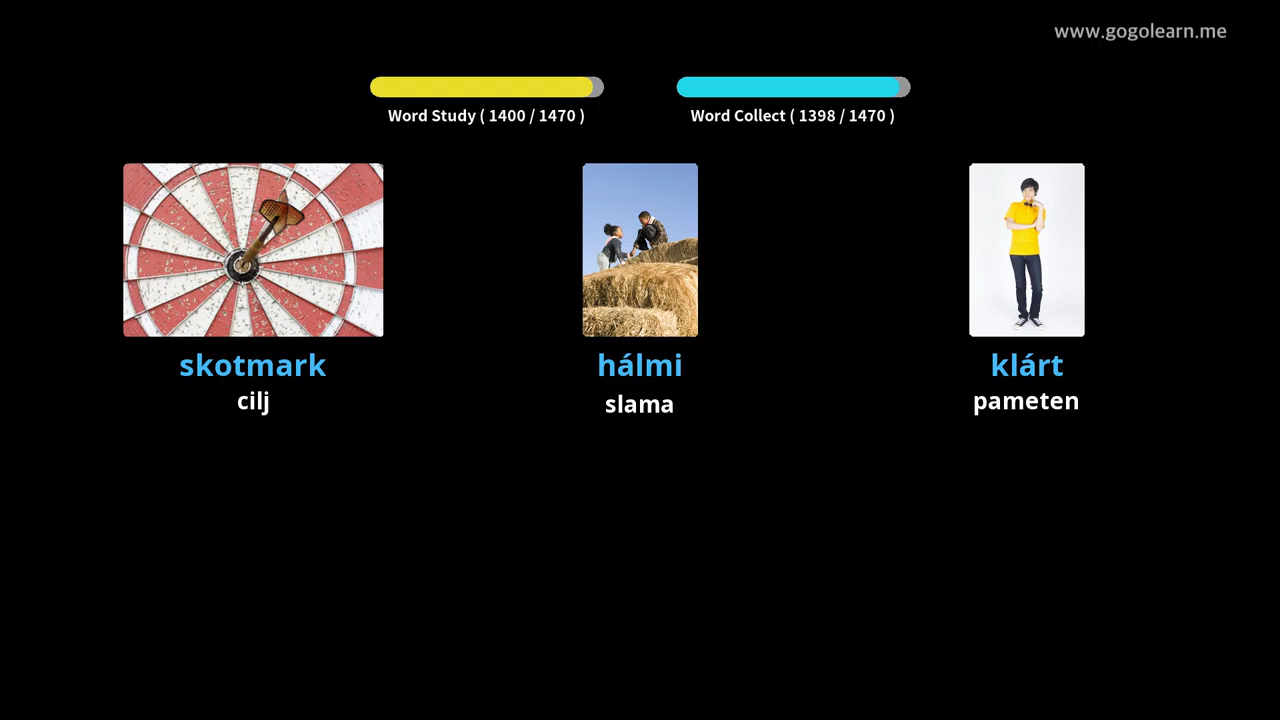 www.gogolearn.me
Word Study ( 1400 / 1470 )
Word Collect ( 1398 / 1470 )
skotmark
cilj
hálmi
slama
klárt
pameten